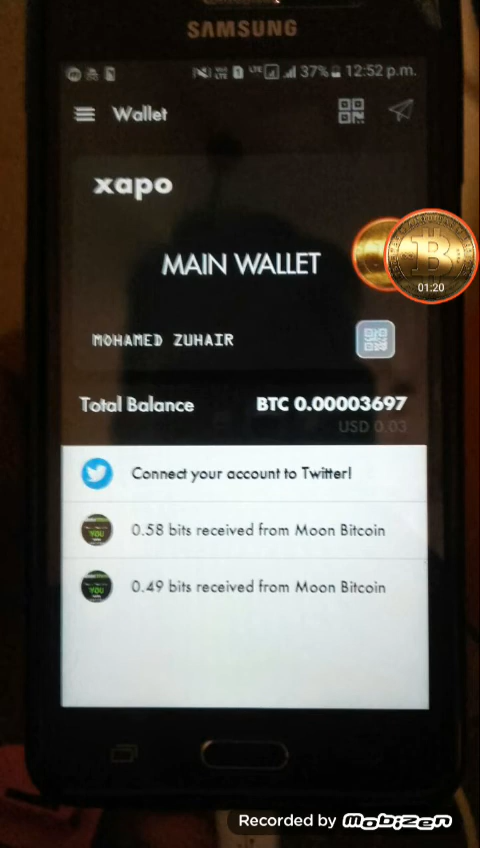 SAMSUNG
37% 12:52 p.m.
Wallet
xapo
MAIN WALLET
B
01:20
MOHAMED ZUHAIR
Total Balance BTC 0.00003697
USD 0.03
Connect your account to Twitter!
YOU
0.58 bits received from Moon Bitcoin
YOU
0.49 bits received from Moon Bitcoin
Recorded by Mobizen